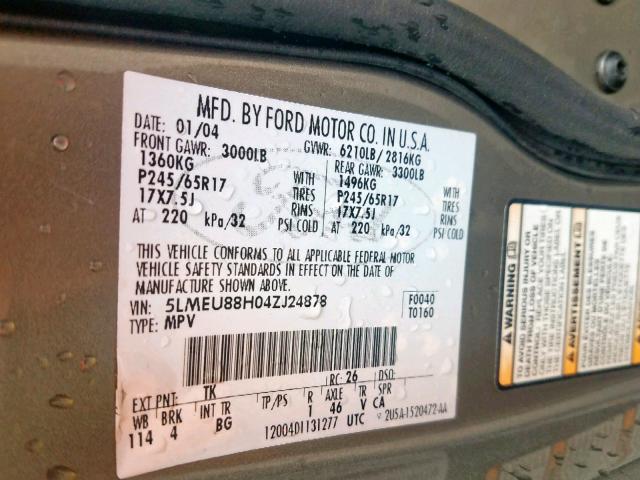 MFD. BY FORD MOTOR CO. IN U.S.A.
DATE: 01/04 GVWR: 6210LB/ 2816KG
FRONT GAWR: 3000LB REAR GAWR: 3300LB
1360KG WITH 1496KG WITH
P245/65R17 TIRES P245/65R17 TIRES
17X7.5J RIMS 17X7.5J RIMS
AT 220 kPa/32 PSI COLD AT 220 kPa/32 PSI COLD
THIS VEHICLE CONFORMS TO ALL APPLICABLE FEDERAL MOTOR
VEHICLE SAFETY STANDARDS IN EFFECT ON THE DATE OF
MANUFACTURE SHOWN ABOVE.
VIN: 5LMEU88H04ZJ24878 F0040
TYPE: MPV T0160
EXT PNT: TK RC: 26 DSO:
WB BRK INT TR TP/PS R AXLE TR SPR
114 4 BG 1 46 V CA
12004D1131277 UTC 2U5A-1520472-AA
TO AVOID SERIOUS INJURY
AVERTISSEMENT